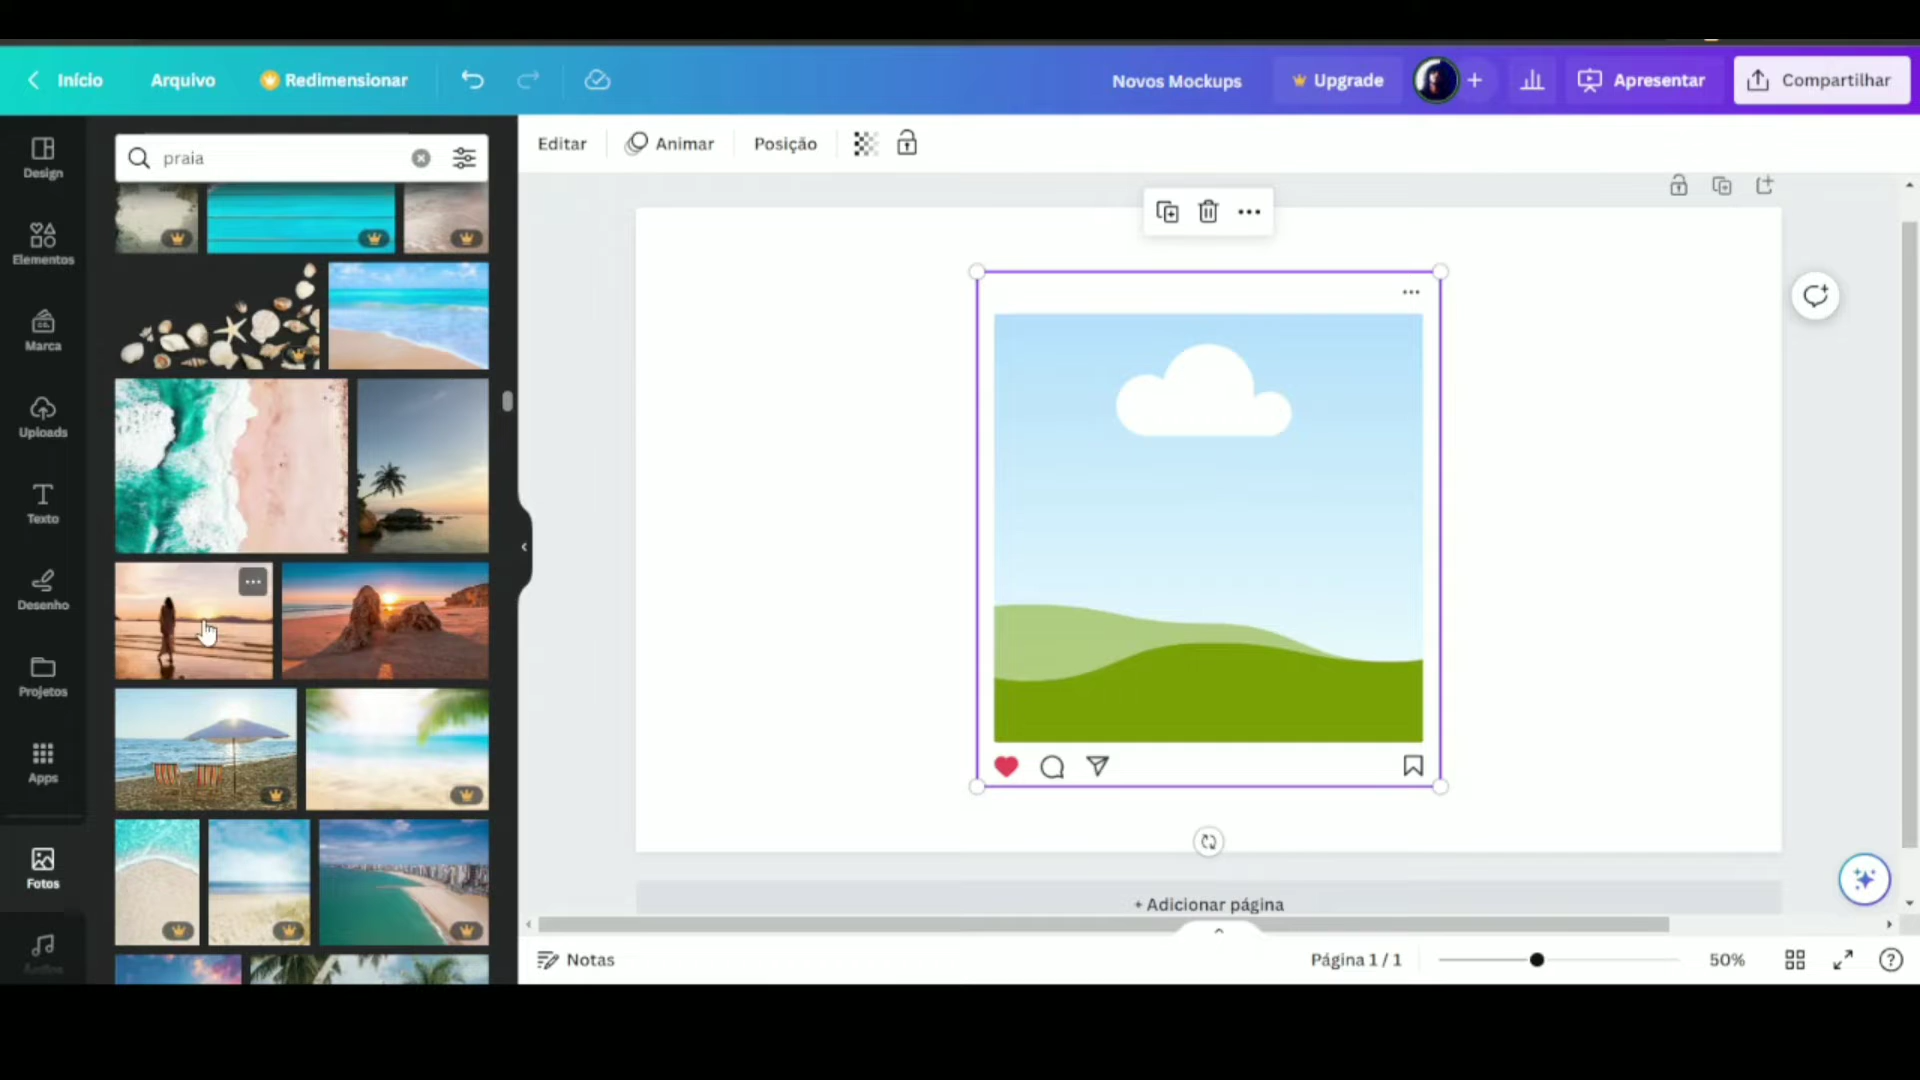 Início
Arquivo
Redimensionar
Novos Mockups
Upgrade
Apresentar
Compartilhar
Design
Elementos
Marca
Uploads
Texto
Desenho
Projetos
Apps
Fotos
praia
Editar
Animar
Posição
+ Adicionar página
Notas
Página 1 / 1
50%